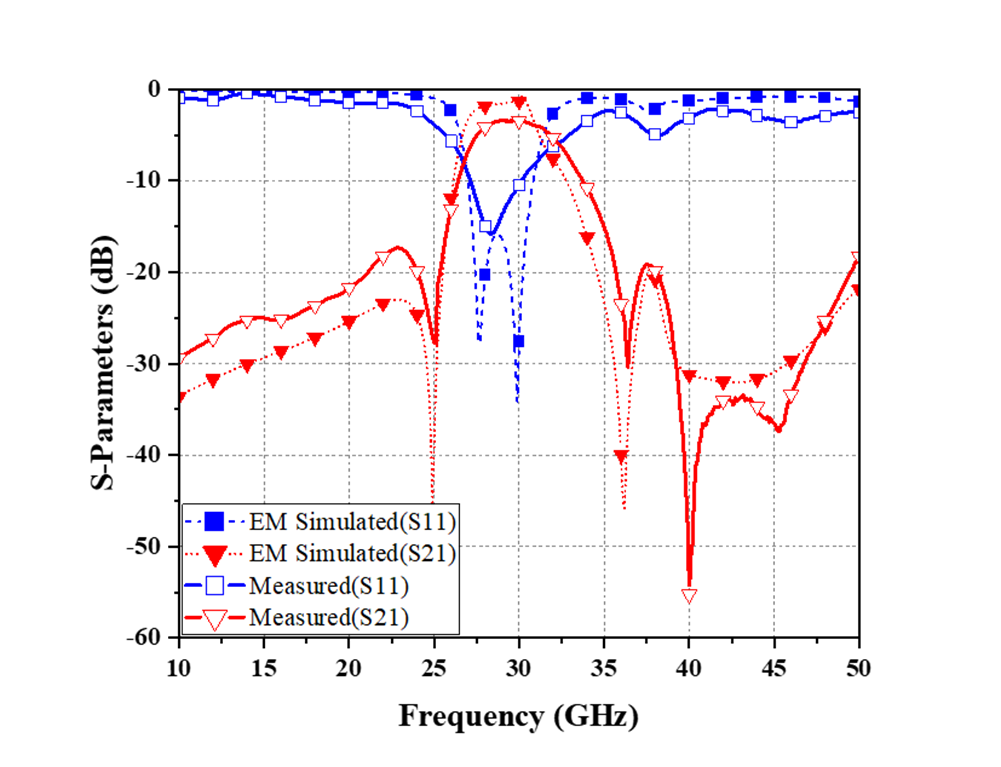 0
-10
-20
-30
-40
-50
-60
S-Parameters (dB)
EM Simulated(S11)
EM Simulated(S21)
Measured(S11)
Measured(S21)
10 15 20 25 30 35 40 45 50
Frequency (GHz)